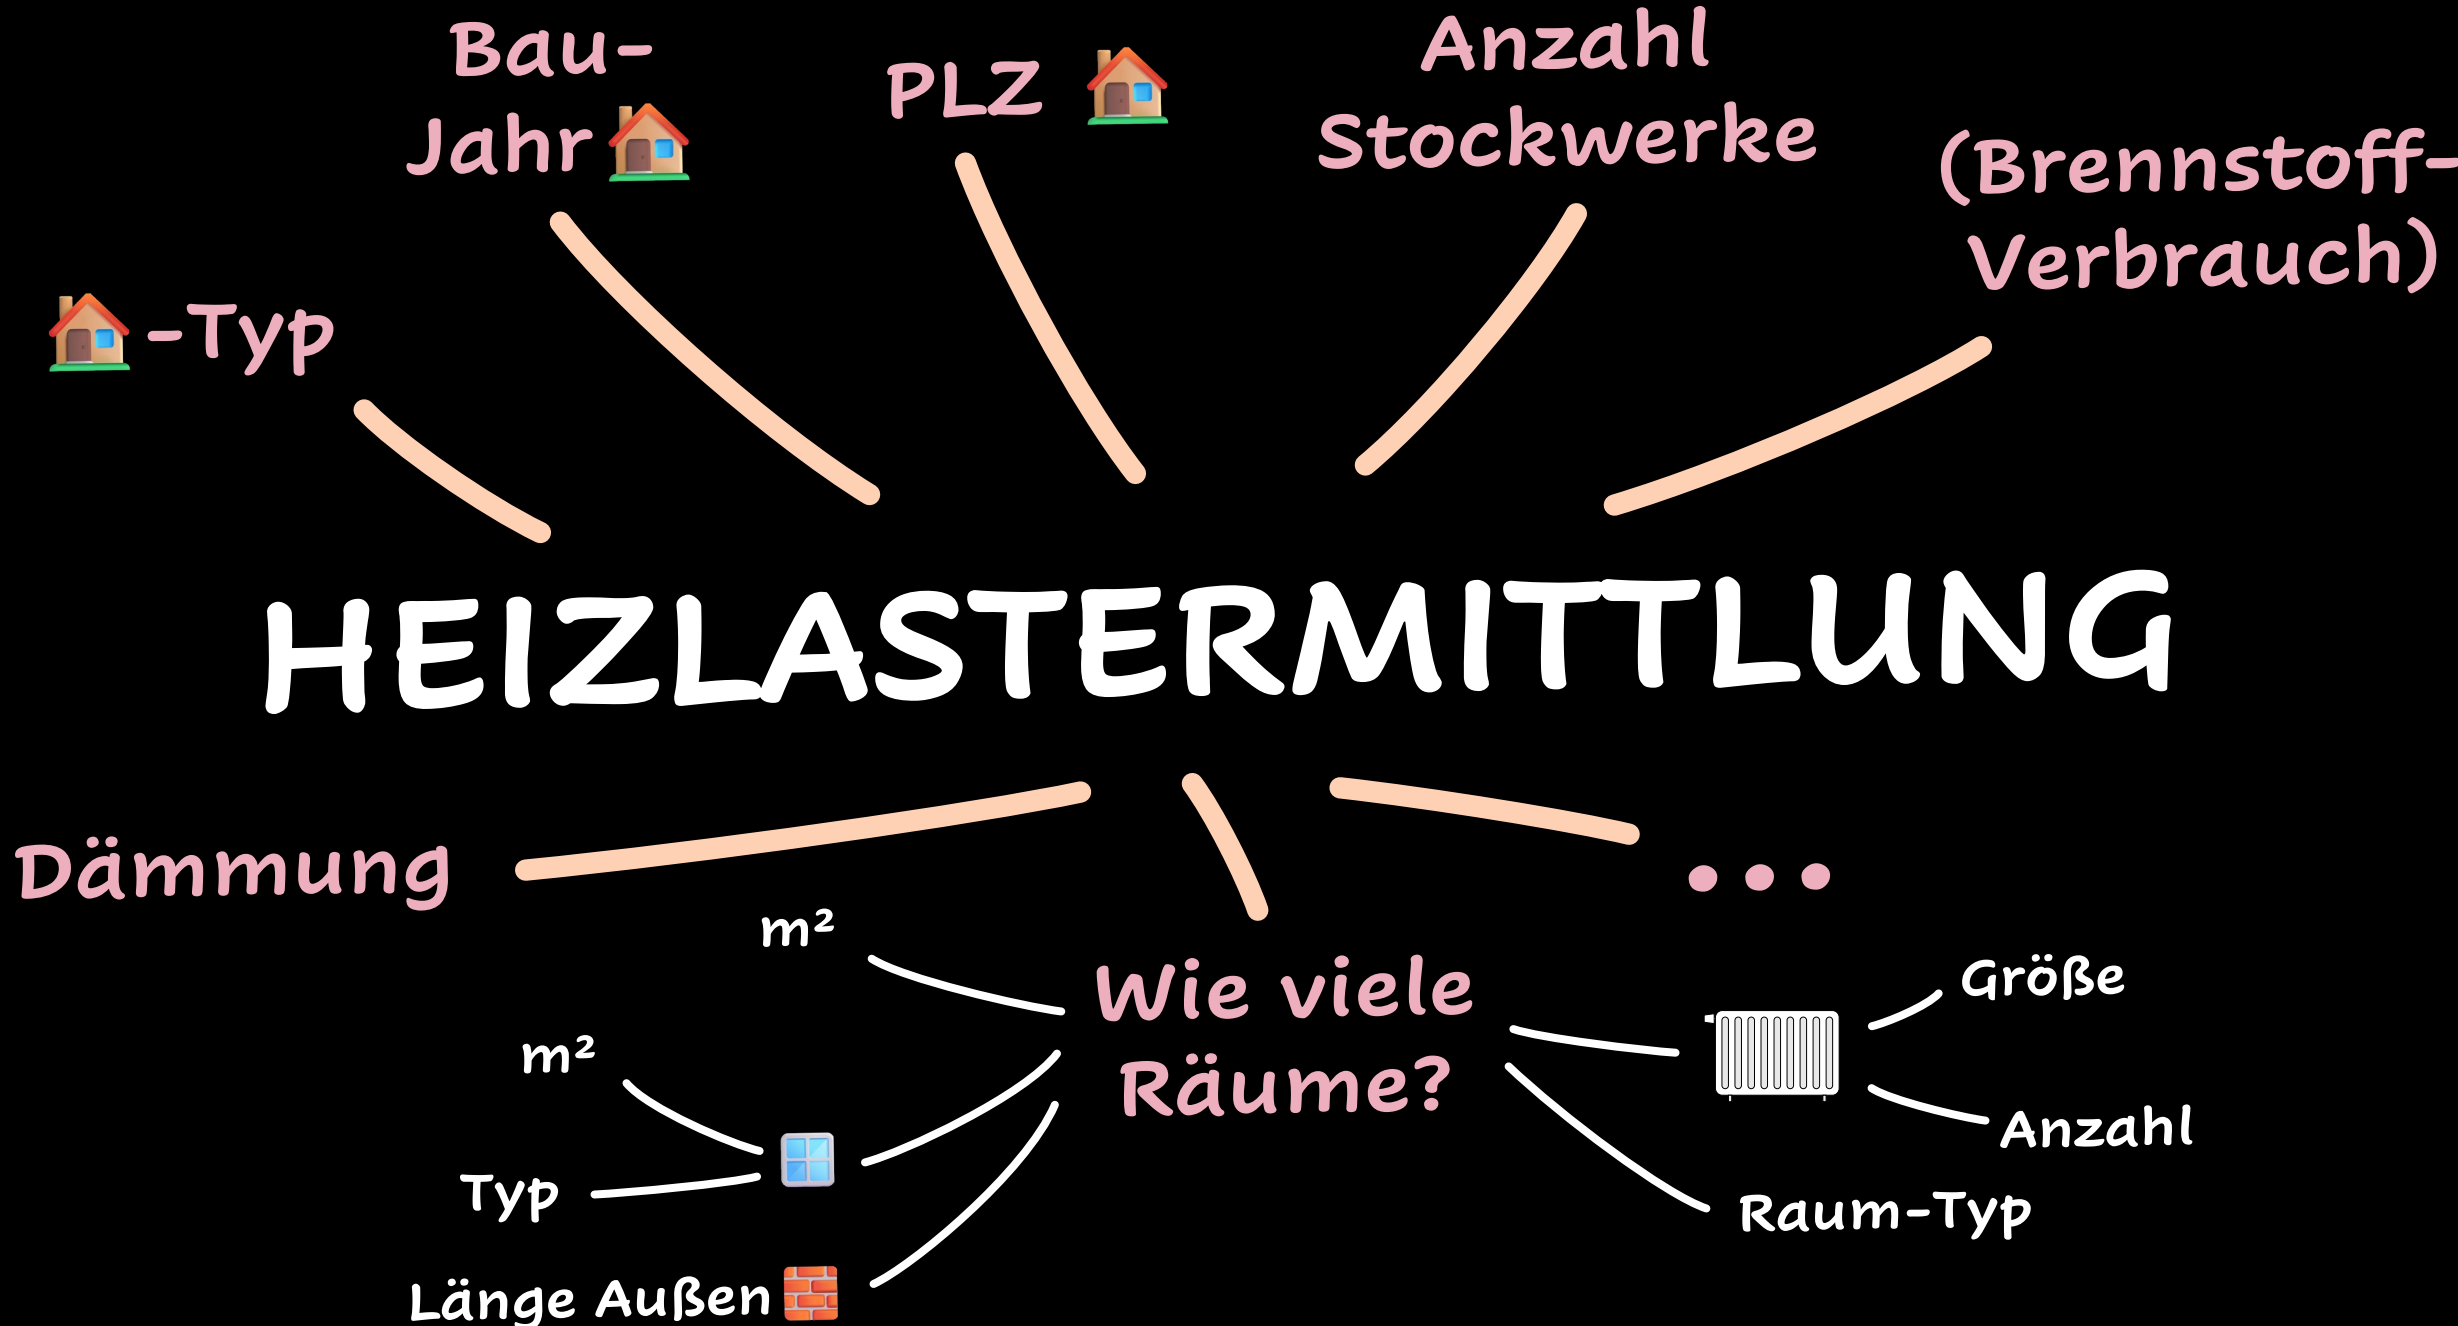 Bau-
Jahr
PLZ
Anzahl
Stockwerke
(Brennstoff-
Verbrauch)
-Typ
HEIZLASTERMITTLUNG
Dämmung
...
m²
Wie viele
Räume?
Größe
m²
Anzahl
Typ
Raum-Typ
Länge Außen